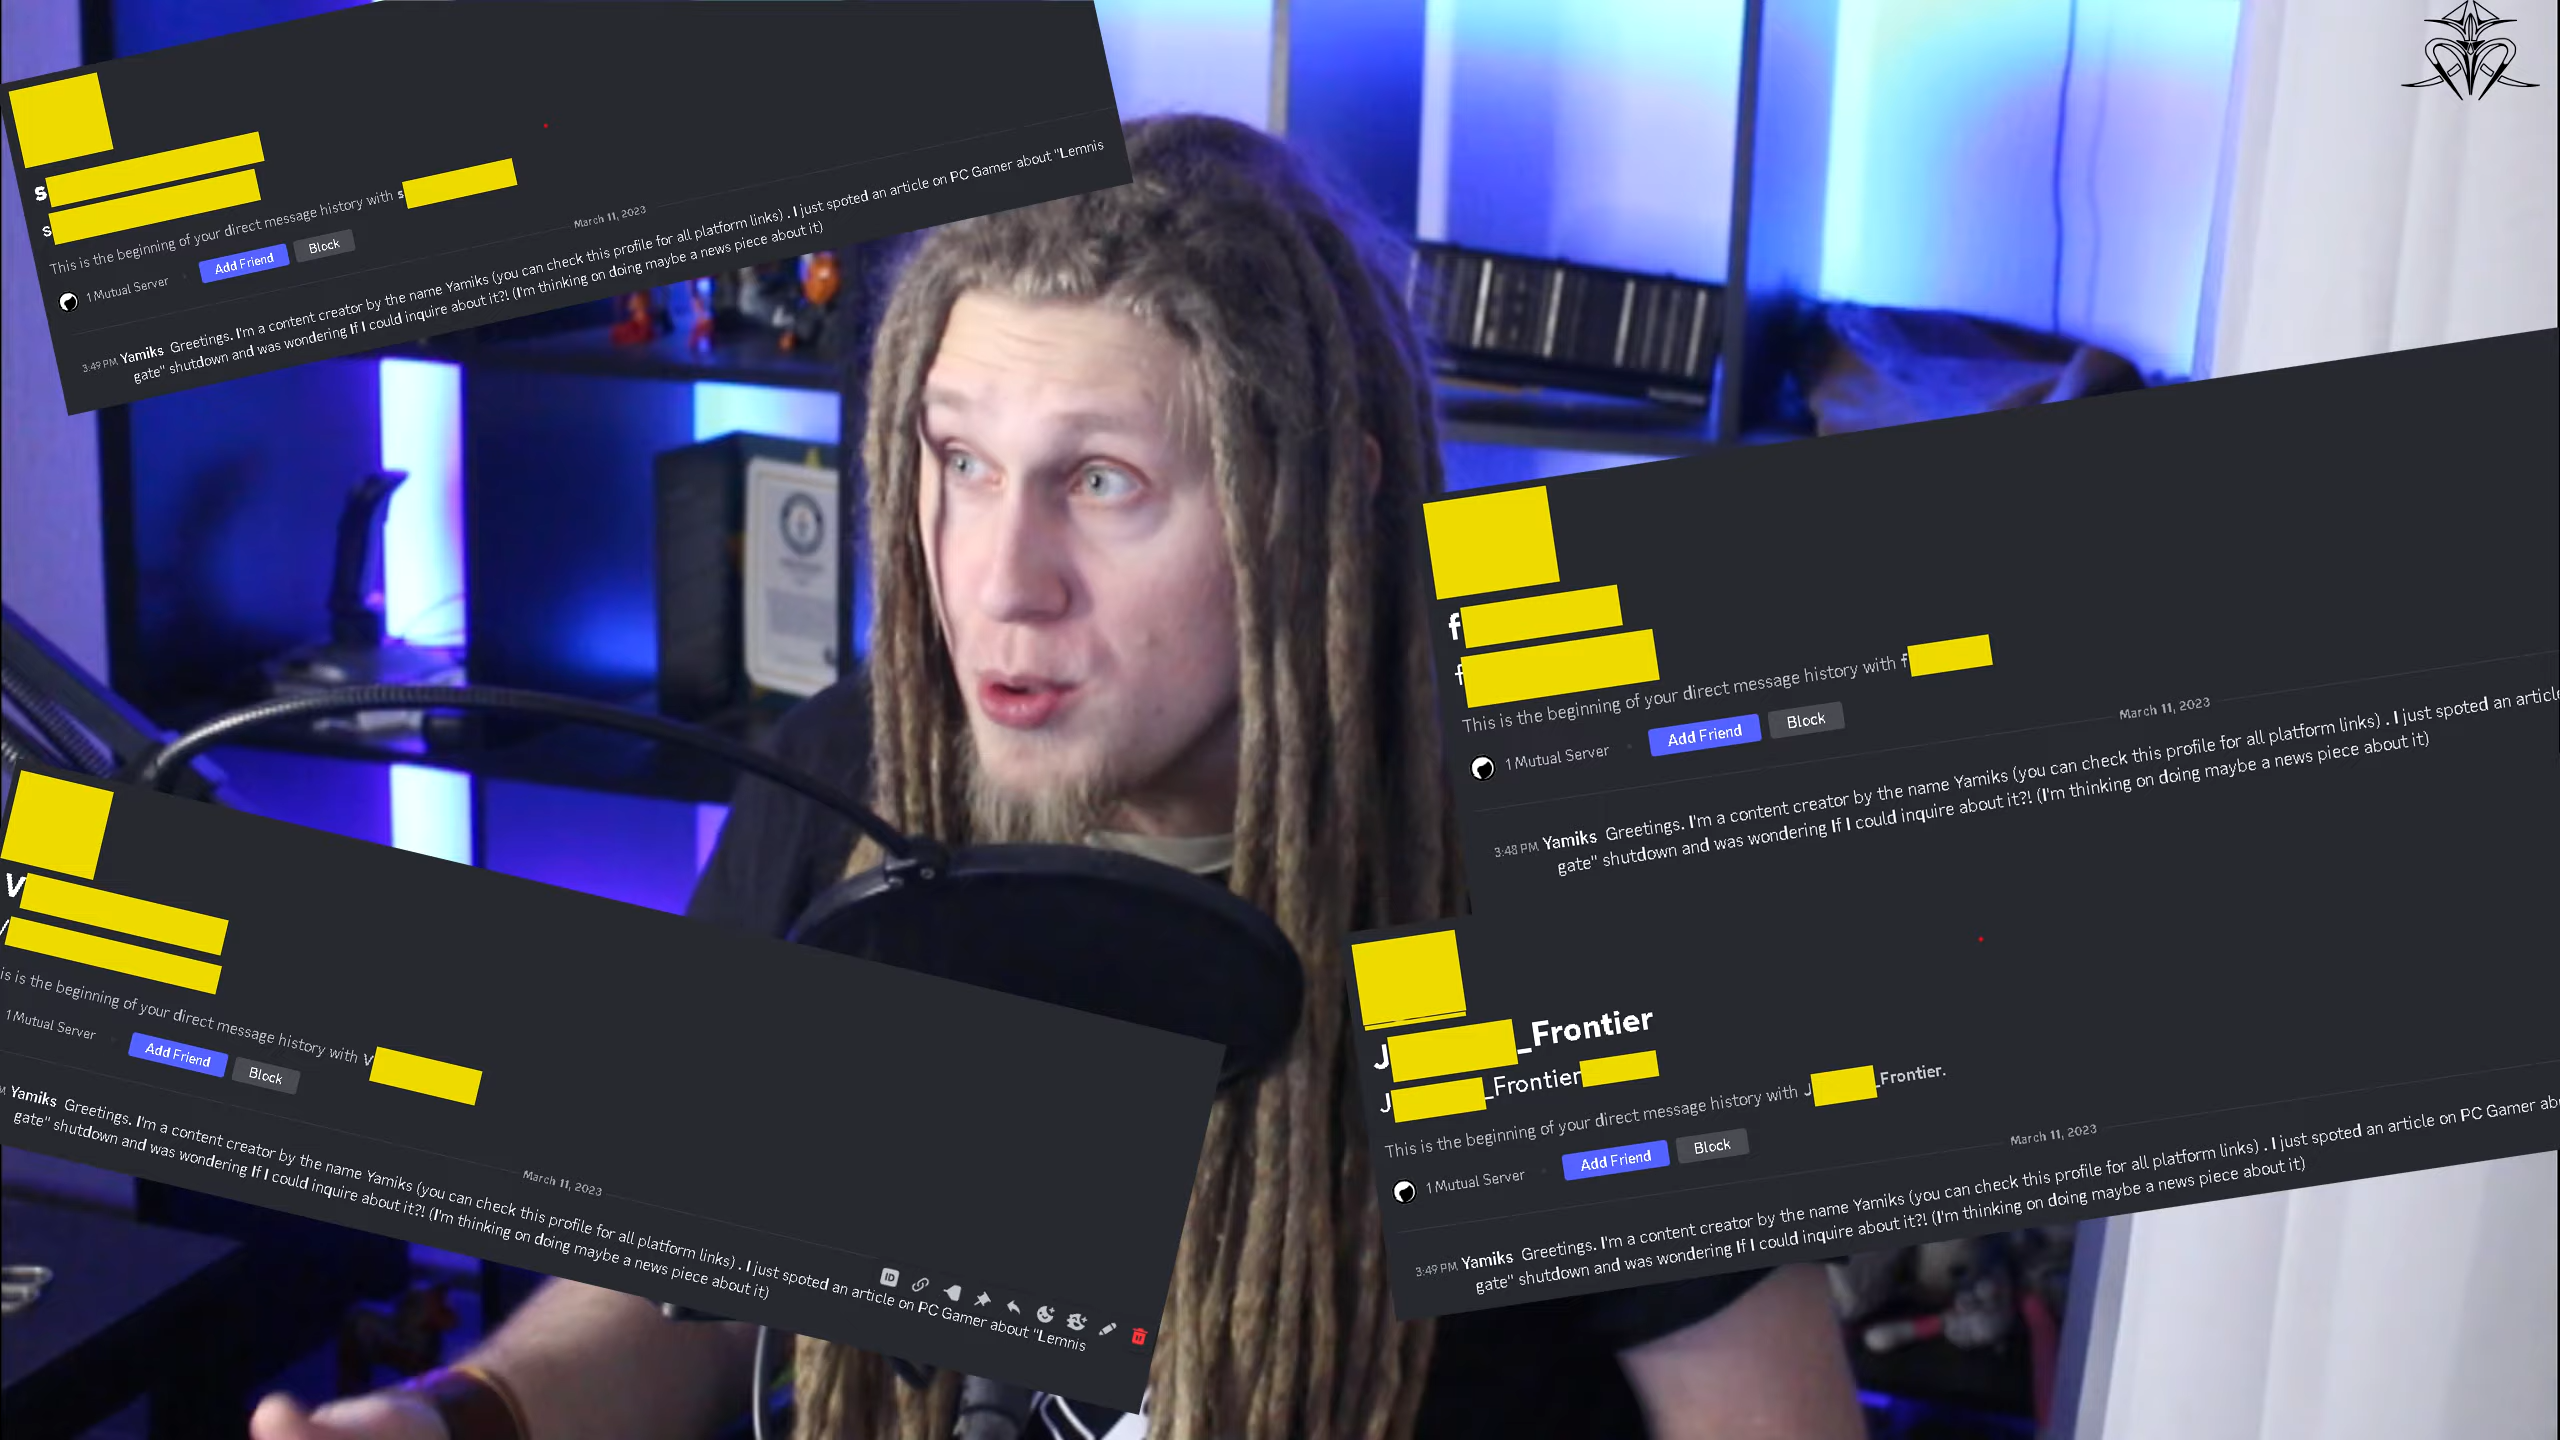 s
s
This is the beginning of your direct message history with s
1 Mutual Server
Add Friend
Block
March 11, 2023
3:49 PM Yamiks Greetings. I'm a content creator by the name Yamiks (you can check this profile for all platform links) . I just spoted an article on PC Gamer about "Lemnis
gate" shutdown and was wondering If I could inquire about it?! (I'm thinking on doing maybe a news piece about it)
f
f
This is the beginning of your direct message history with f
1 Mutual Server
Add Friend
Block
March 11, 2023
3:48 PM Yamiks Greetings. I'm a content creator by the name Yamiks (you can check this profile for all platform links) . I just spoted an article
gate" shutdown and was wondering If I could inquire about it?! (I'm thinking on doing maybe a news piece about it)
V
is is the beginning of your direct message history with V
1 Mutual Server
Add Friend
Block
March 11, 2023
Yamiks Greetings. I'm a content creator by the name Yamiks (you can check this profile for all platform links) . I just spoted an article on PC Gamer about "Lemnis
gate" shutdown and was wondering If I could inquire about it?! (I'm thinking on doing maybe a news piece about it)
ID
J _Frontier
J _Frontier
This is the beginning of your direct message history with J _Frontier.
1 Mutual Server
Add Friend
Block
March 11, 2023
3:49 PM Yamiks Greetings. I'm a content creator by the name Yamiks (you can check this profile for all platform links) . I just spoted an article on PC Gamer abo
gate" shutdown and was wondering If I could inquire about it?! (I'm thinking on doing maybe a news piece about it)